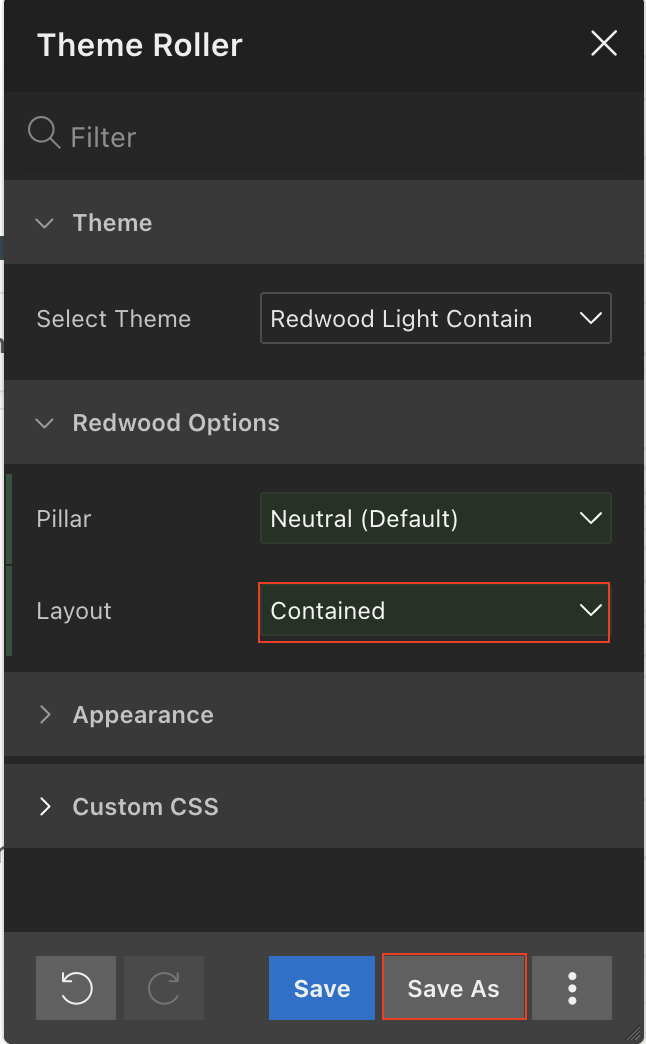 Theme Roller
Filter
Theme
Select Theme
Redwood Light Contain
Redwood Options
Pillar
Neutral (Default)
Layout
Contained
Appearance
Custom CSS
Save
Save As